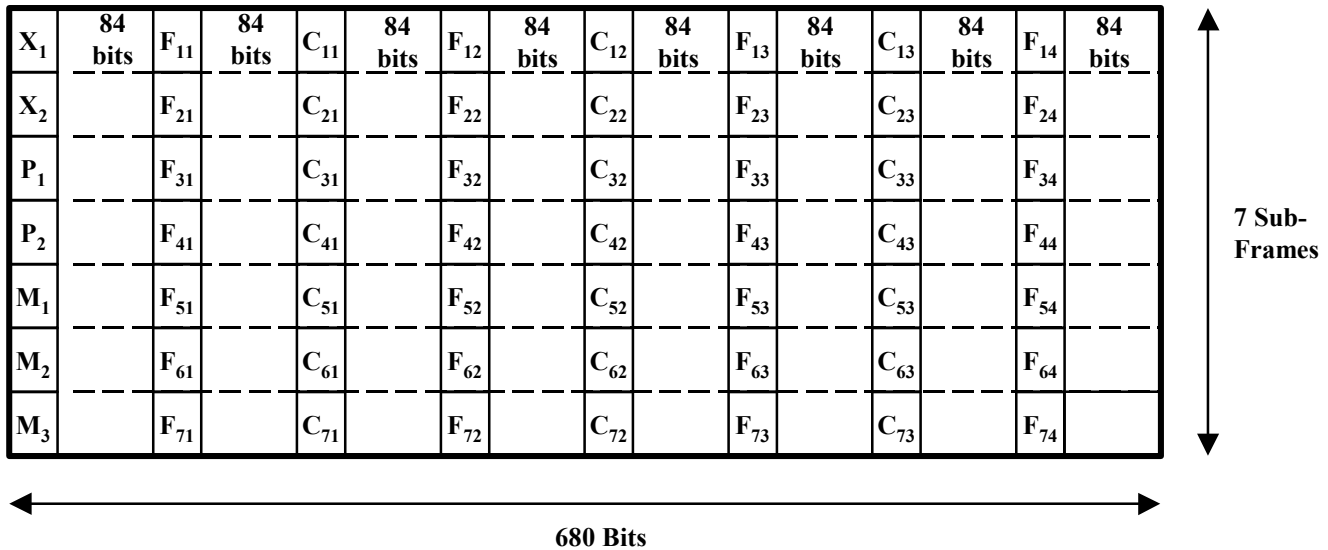 X₁ 84 bits F₁₁ 84 bits C₁₁ 84 bits F₁₂ 84 bits C₁₂ 84 bits F₁₃ 84 bits C₁₃ 84 bits F₁₄ 84 bits
X₂ F₂₁ C₂₁ F₂₂ C₂₂ F₂₃ C₂₃ F₂₄
P₁ F₃₁ C₃₁ F₃₂ C₃₂ F₃₃ C₃₃ F₃₄
P₂ F₄₁ C₄₁ F₄₂ C₄₂ F₄₃ C₄₃ F₄₄
M₁ F₅₁ C₅₁ F₅₂ C₅₂ F₅₃ C₅₃ F₅₄
M₂ F₆₁ C₆₁ F₆₂ C₆₂ F₆₃ C₆₃ F₆₄
M₃ F₇₁ C₇₁ F₇₂ C₇₂ F₇₃ C₇₃ F₇₄
7 Sub-
Frames
680 Bits